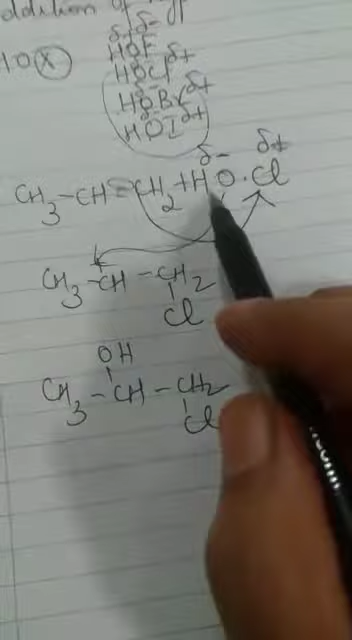 addition of
HOX
δ+ δ-
HOF
δ- δ+
HOCl
δ- δ+
HOBr
δ- δ+
HOI
δ- δ+
CH3-CH=CH2+HO.Cl
CH3-CH-CH2
Cl
OH
CH3-CH-CH2
Cl